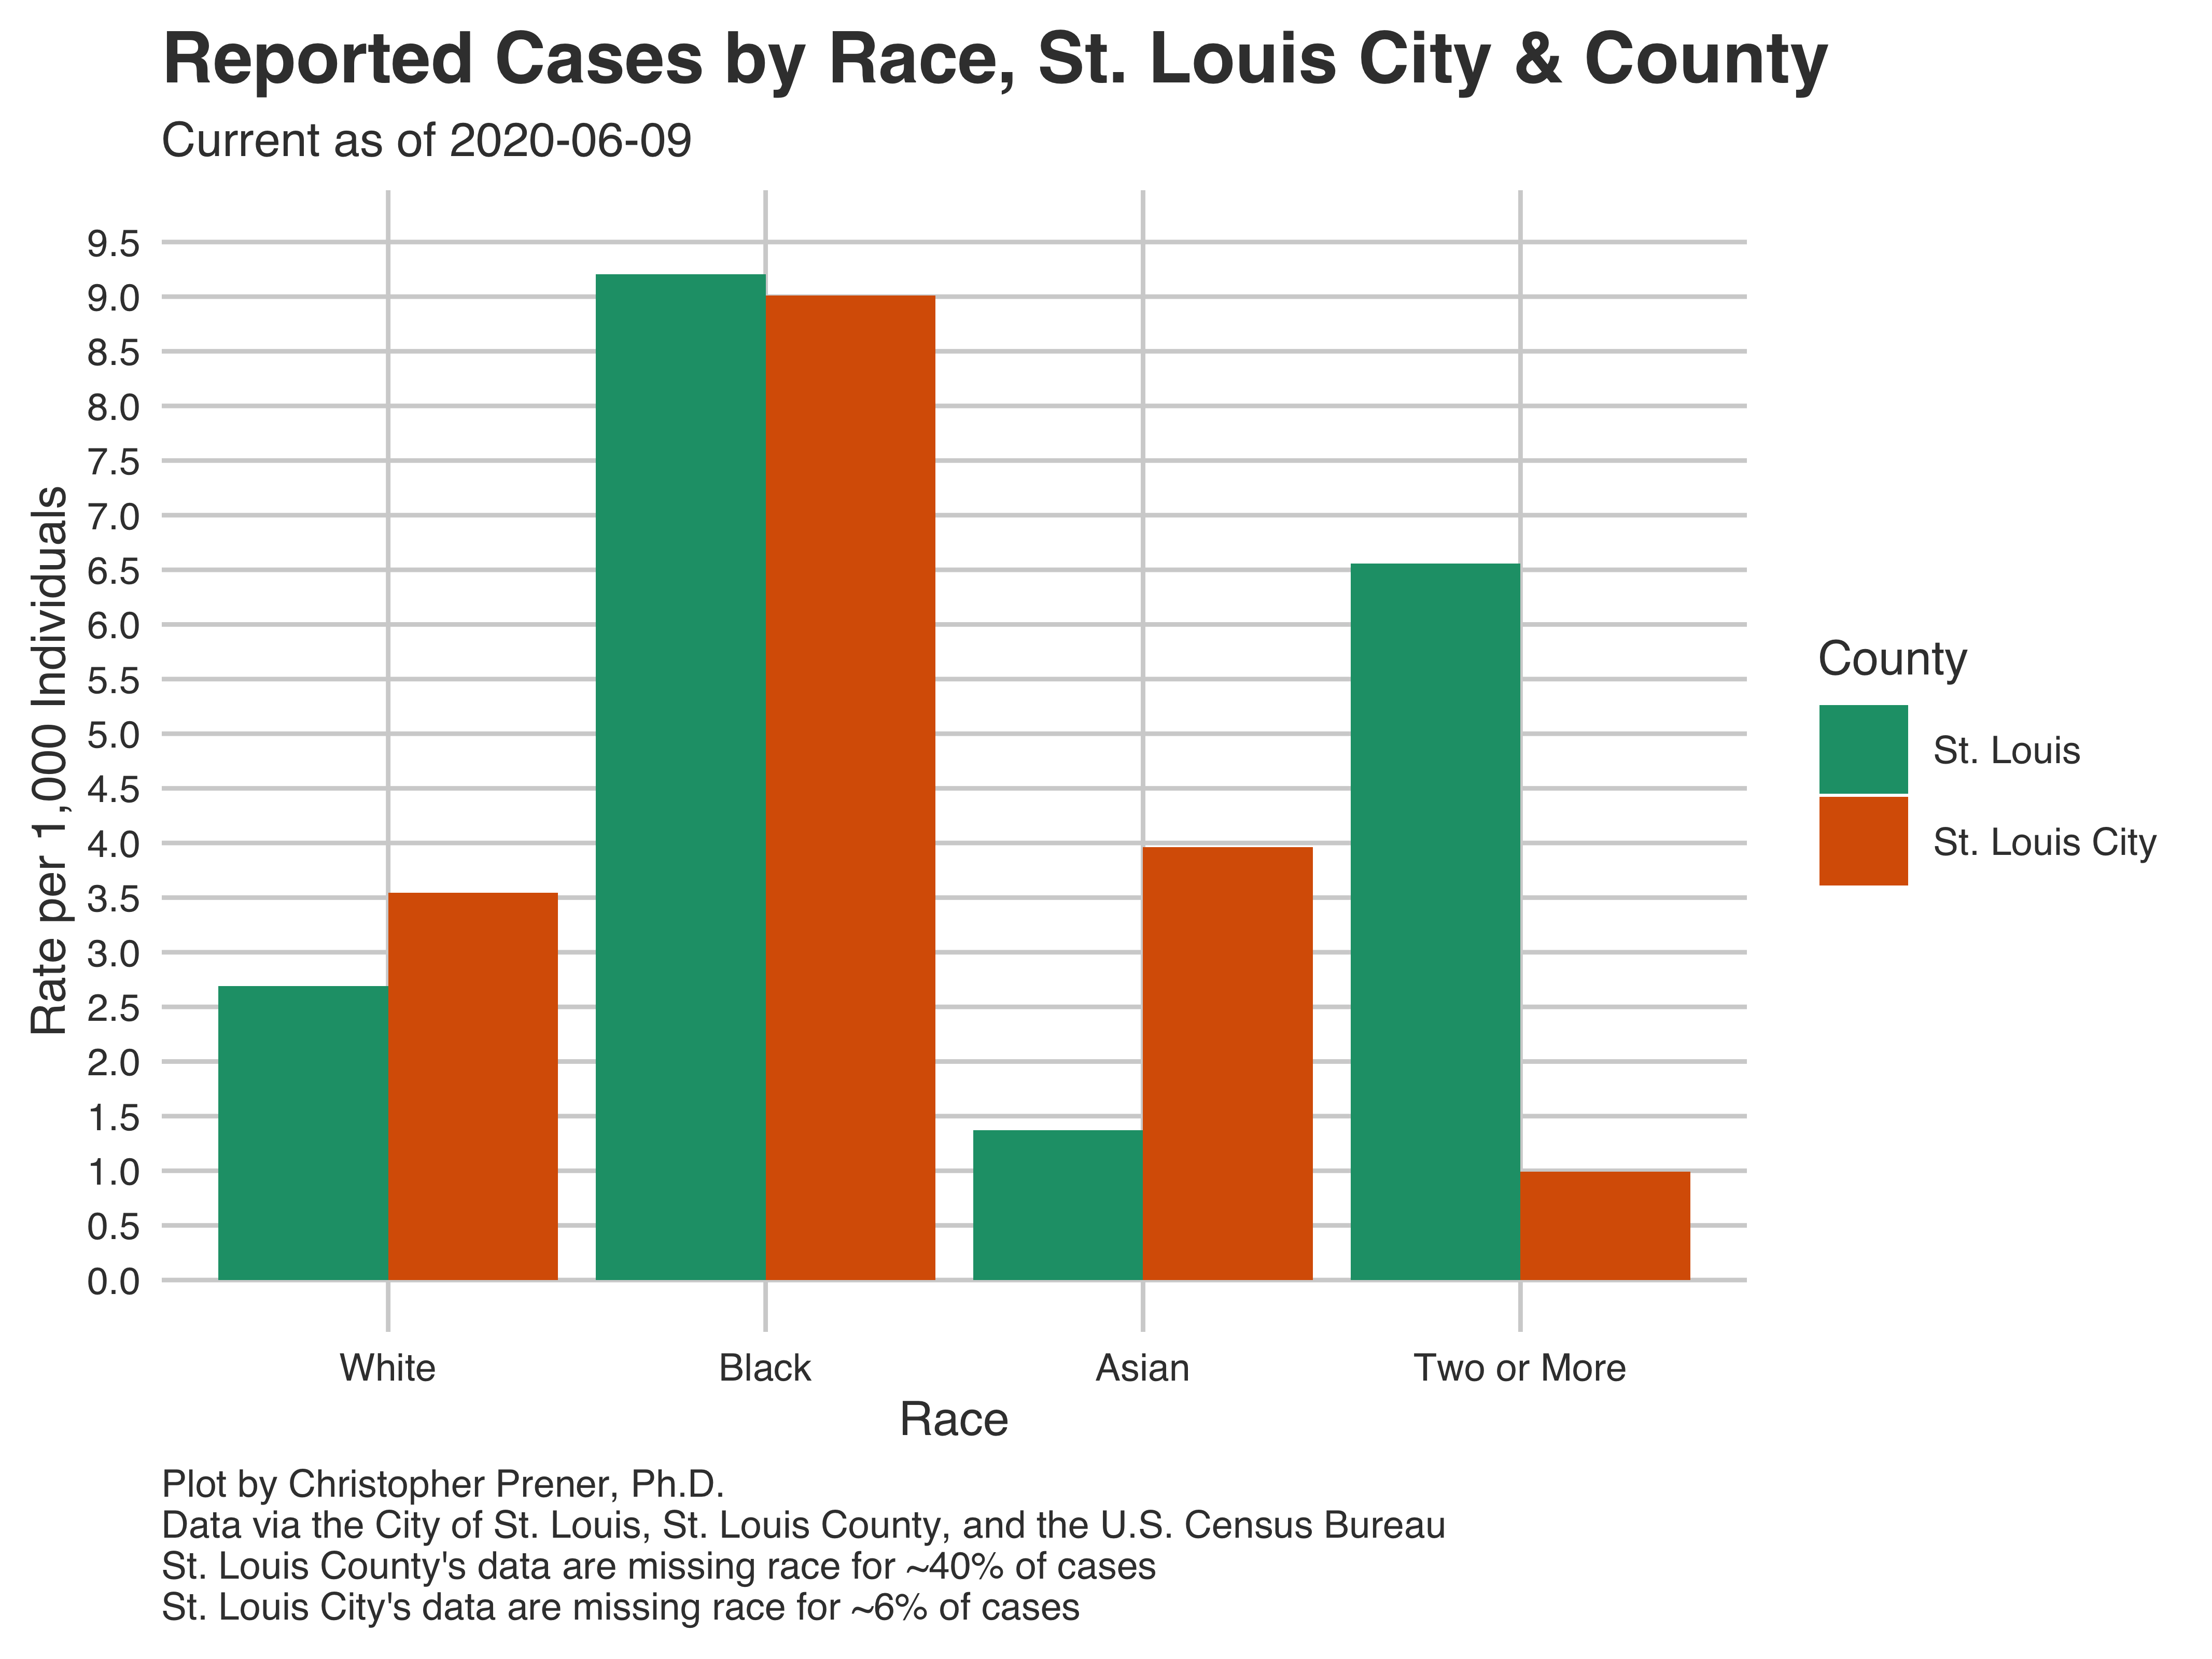 Reported Cases by Race, St. Louis City & County
Current as of 2020-06-09
Rate per 1,000 Individuals
9.5
9.0
8.5
8.0
7.5
7.0
6.5
6.0
5.5
5.0
4.5
4.0
3.5
3.0
2.5
2.0
1.5
1.0
0.5
0.0
White
Black
Asian
Two or More
Race
County
St. Louis
St. Louis City
Plot by Christopher Prener, Ph.D.
Data via the City of St. Louis, St. Louis County, and the U.S. Census Bureau
St. Louis County's data are missing race for ~40% of cases
St. Louis City's data are missing race for ~6% of cases